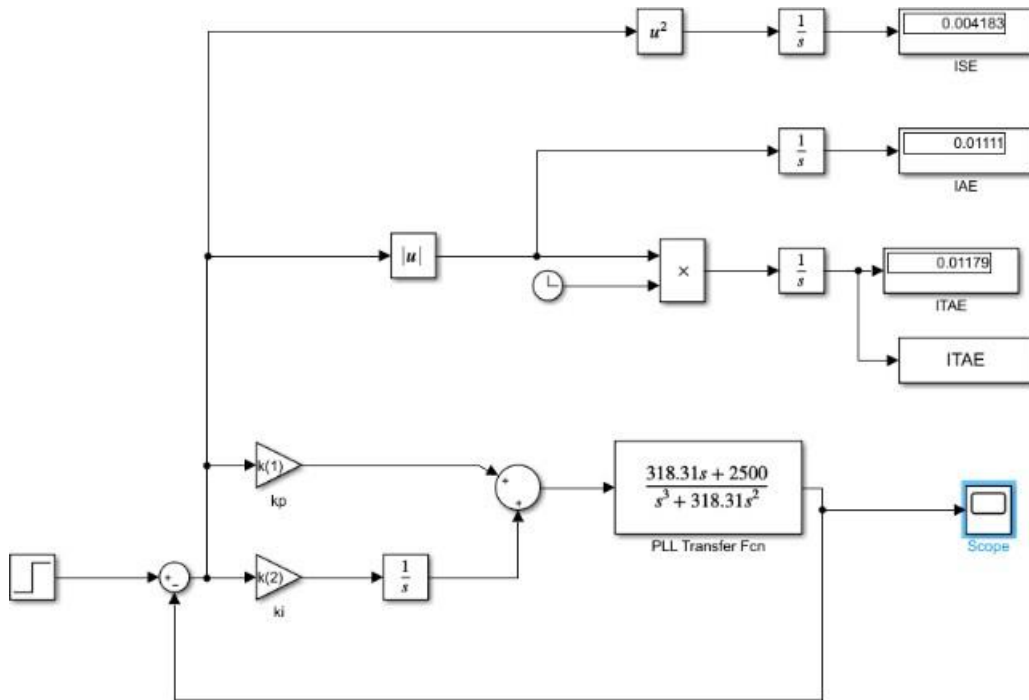 u²
1
s
0.004183
ISE
1
s
0.01111
IAE
|u|
×
1
s
0.01179
ITAE
ITAE
k(1)
kp
+
+
318.31s + 2500
s³ + 318.31s²
PLL Transfer Fcn
Scope
+
−
k(2)
ki
1
s